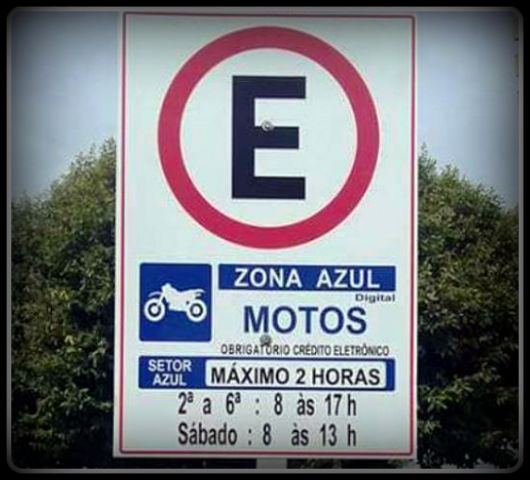 E
ZONA AZUL
Digital
MOTOS
OBRIGATÓRIO CRÉDITO ELETRÔNICO
SETOR AZUL MÁXIMO 2 HORAS
2ª a 6ª : 8 às 17 h
Sábado : 8 às 13 h